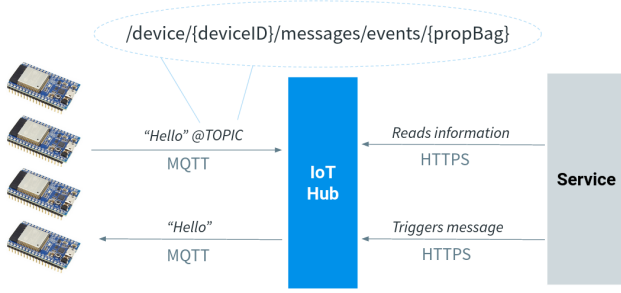 /device/{deviceID}/messages/events/{propBag}
“Hello” @TOPIC
MQTT
Reads information
HTTPS
IoT
Hub
Service
“Hello”
MQTT
Triggers message
HTTPS